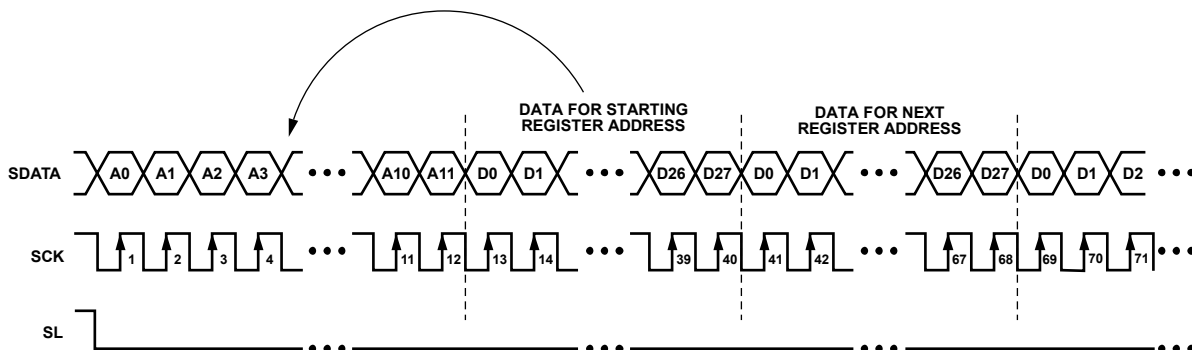 DATA FOR STARTING
REGISTER ADDRESS
DATA FOR NEXT
REGISTER ADDRESS
SDATA A0 A1 A2 A3 ••• A10 A11 D0 D1 ••• D26 D27 D0 D1 ••• D26 D27 D0 D1 D2 •••
SCK 1 2 3 4 ••• 11 12 13 14 ••• 39 40 41 42 ••• 67 68 69 70 71 •••
SL ••• ••• ••• •••